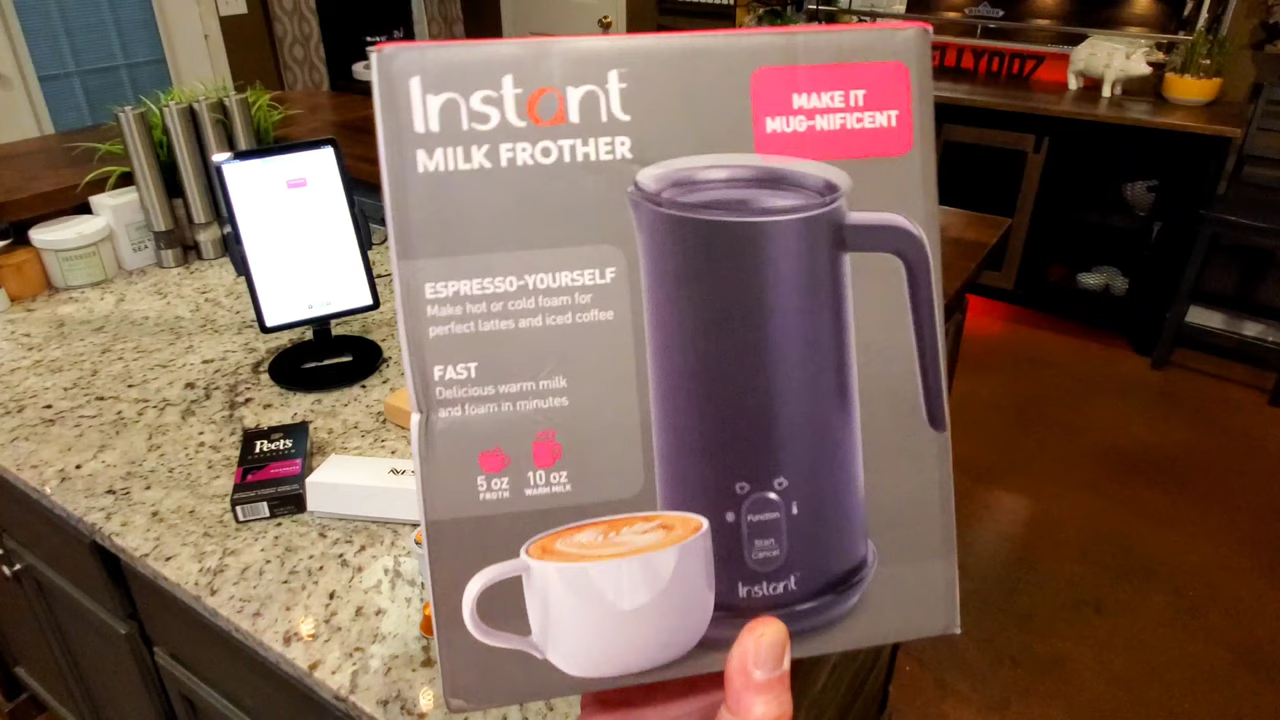 Instant
MILK FROTHER
MAKE IT
MUG-NIFICENT
ESPRESSO-YOURSELF
Make hot or cold foam for
perfect lattes and iced coffee
FAST
Delicious warm milk
and foam in minutes
5 oz
FROTH
10 oz
WARM MILK
Function
Start
Cancel
Instant
Peet's
SEA